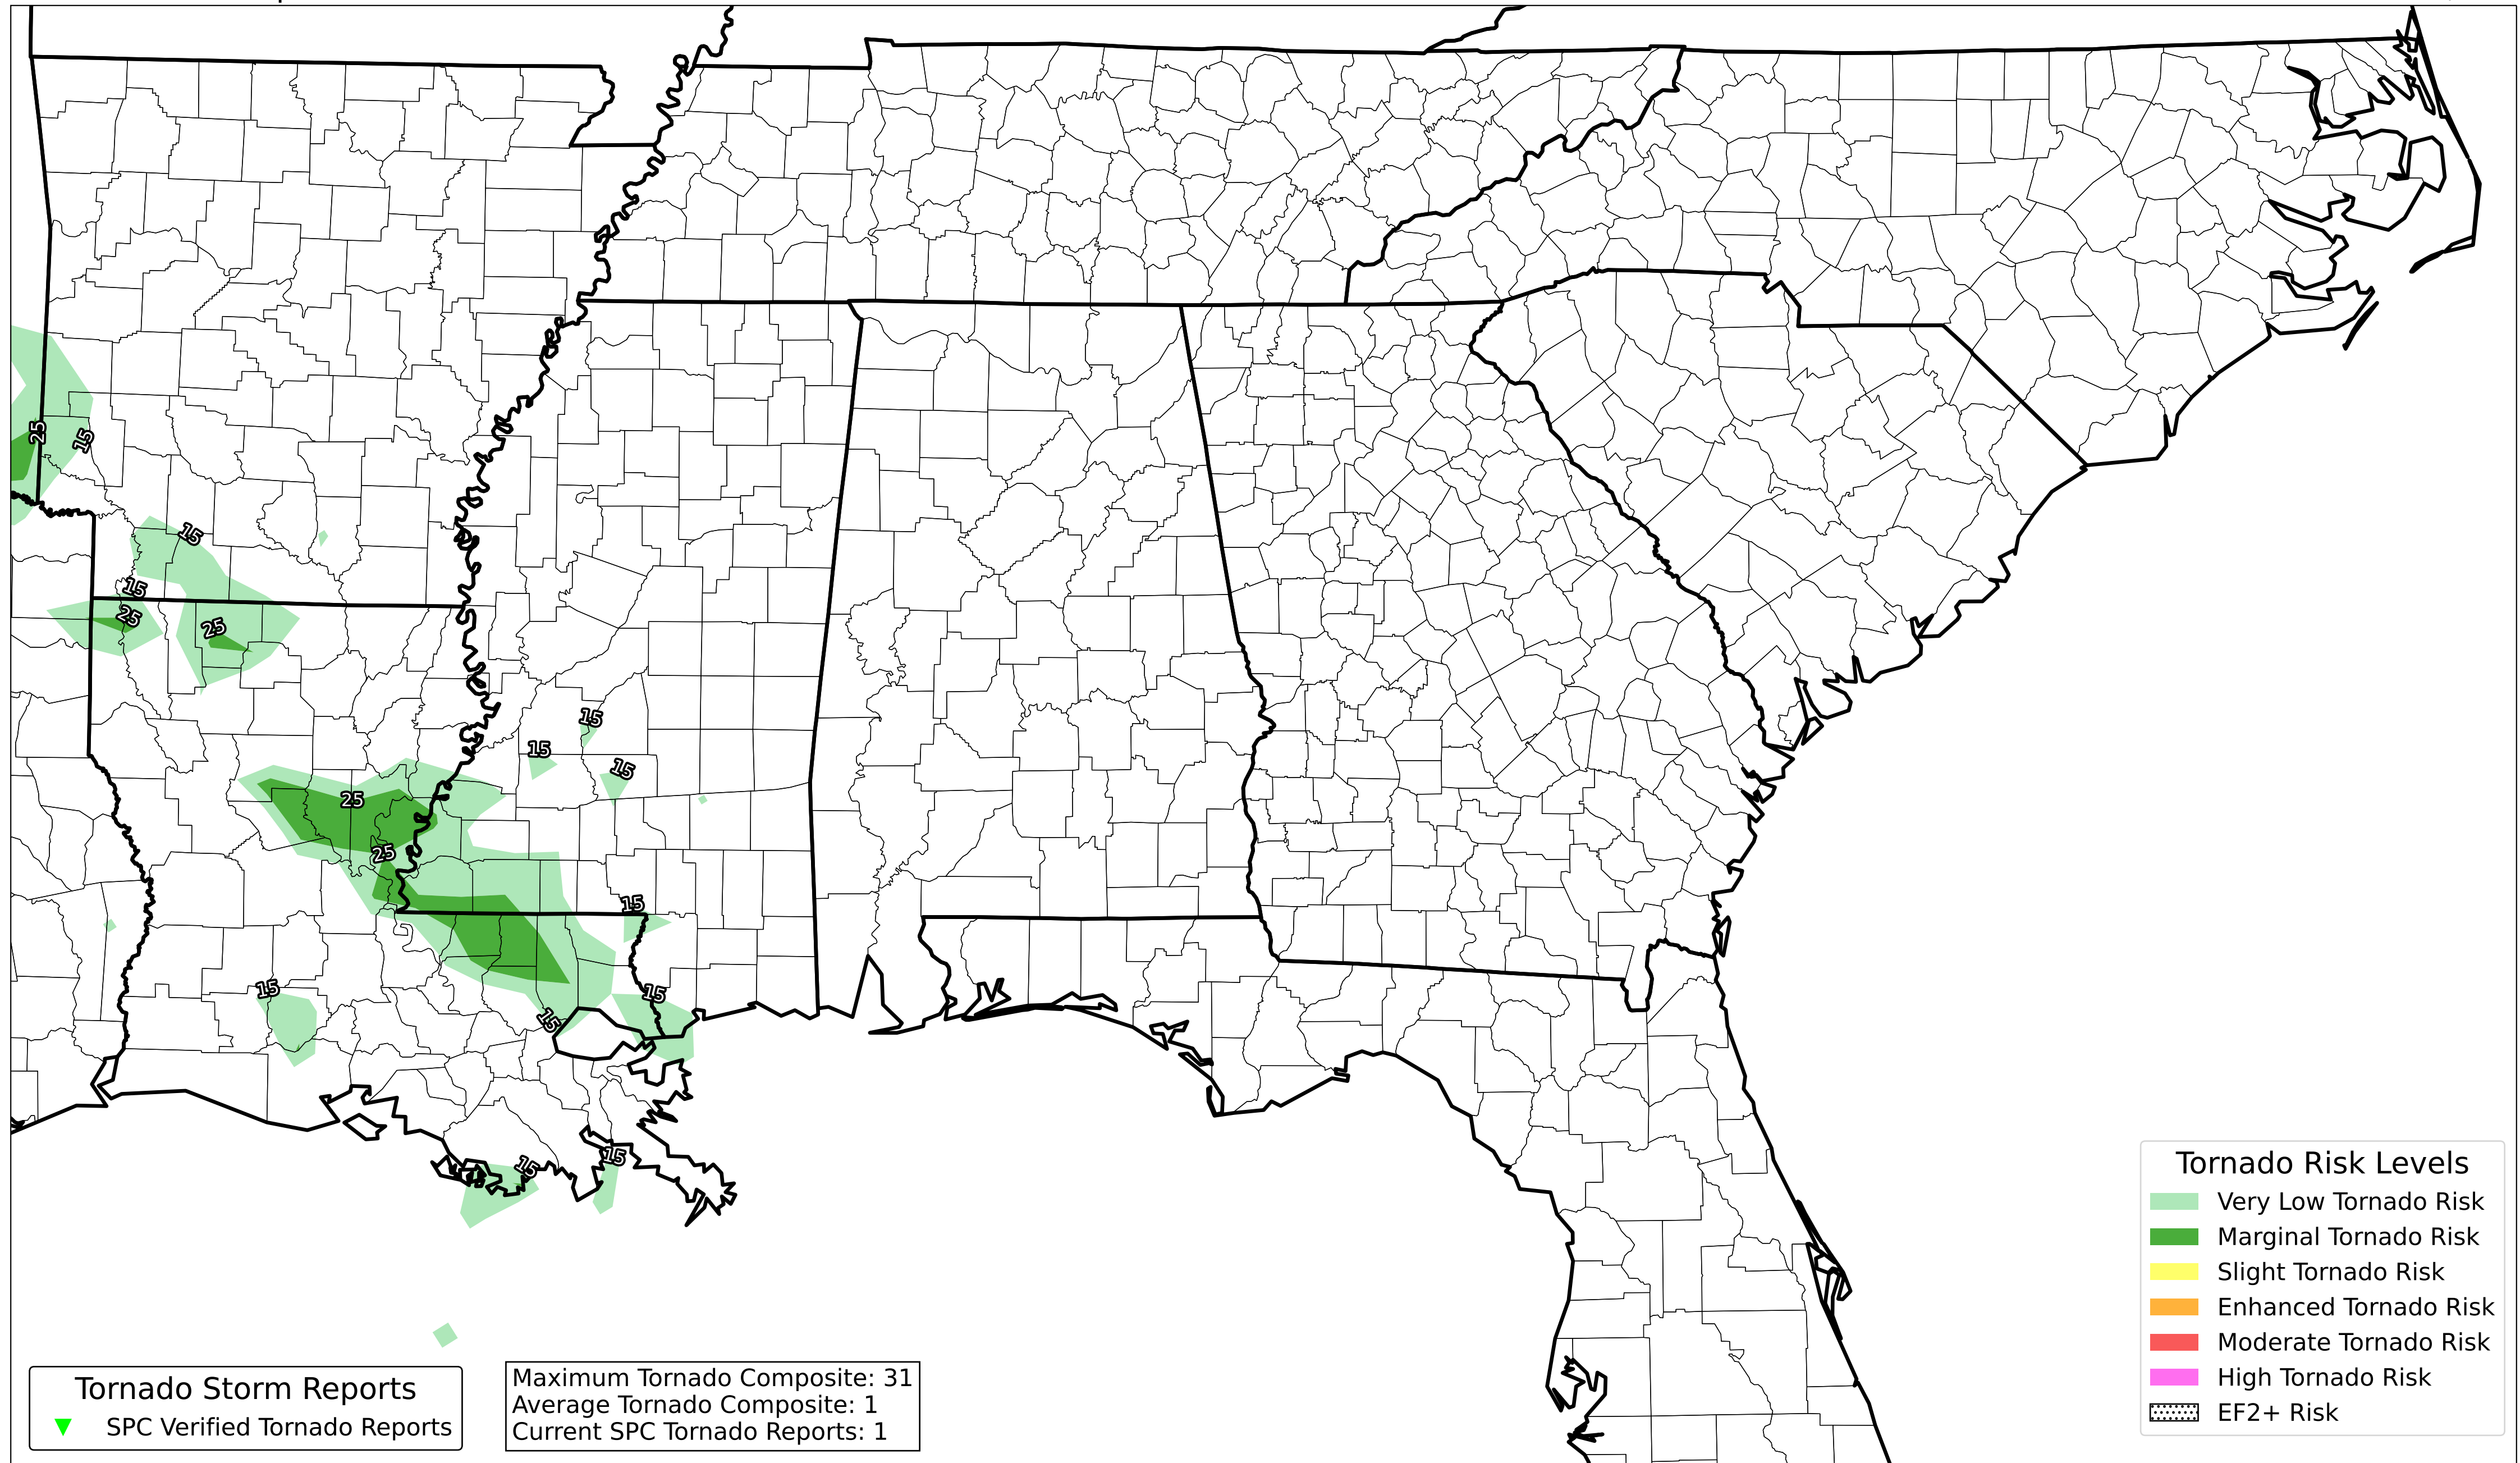 25
15
15
15
25
25
15
15
15
25
25
15
15
15
15
15
15
Tornado Risk Levels
Very Low Tornado Risk
Marginal Tornado Risk
Slight Tornado Risk
Enhanced Tornado Risk
Moderate Tornado Risk
High Tornado Risk
EF2+ Risk
Tornado Storm Reports
SPC Verified Tornado Reports
Maximum Tornado Composite: 31
Average Tornado Composite: 1
Current SPC Tornado Reports: 1